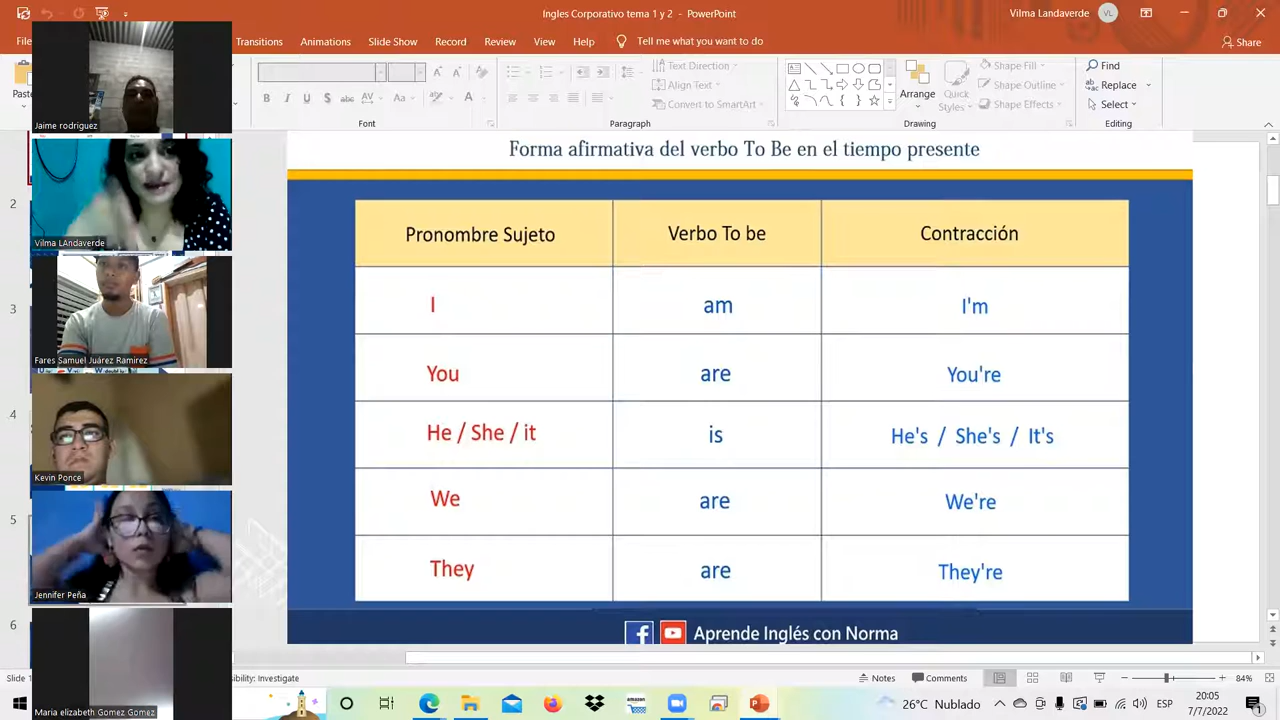 Ingles Corporativo tema 1 y 2 - PowerPoint
Vilma Landaverde
VL
Transitions
Animations
Slide Show
Record
Review
View
Help
Tell me what you want to do
Share
Text Direction
Align Text
Convert to SmartArt
Arrange
Quick
Styles
Shape Fill
Shape Outline
Shape Effects
Find
Replace
Select
Font
Paragraph
Drawing
Editing
Jaime rodriguez
Vilma LAndaverde
Fares Samuel Juárez Ramirez
Kevin Ponce
Jennifer Peña
Maria elizabeth Gomez Gomez
Forma afirmativa del verbo To Be en el tiempo presente
Pronombre Sujeto Verbo To be Contracción
I am I'm
You are You're
He / She / it is He's / She's / It's
We are We're
They are They're
Aprende Inglés con Norma
Notes
Comments
84%
26°C Nublado
ESP
20:05
7/7/2022